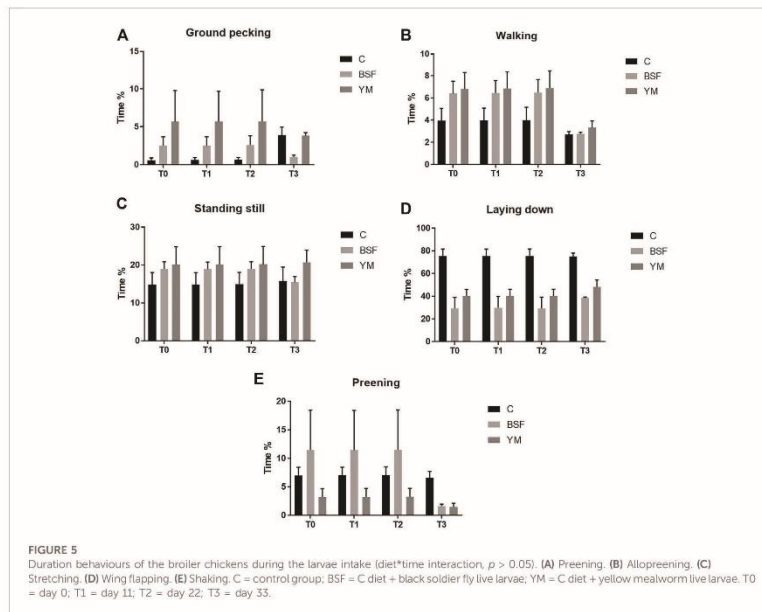 A
Ground pecking
Time %
15
10
5
0
T0 T1 T2 T3
C
BSF
YM
B
Walking
Time %
10
8
6
4
2
0
T0 T1 T2 T3
C
BSF
YM
C
Standing still
Time %
30
20
10
0
T0 T1 T2 T3
C
BSF
YM
D
Laying down
Time %
100
80
60
40
20
0
T0 T1 T2 T3
C
BSF
YM
E
Preening
Time %
20
15
10
5
0
T0 T1 T2 T3
C
BSF
YM
FIGURE 5
Duration behaviours of the broiler chickens during the larvae intake (diet*time interaction, p > 0.05). (A) Preening. (B) Allopreening. (C)
Stretching. (D) Wing flapping. (E) Shaking. C = control group; BSF = C diet + black soldier fly live larvae; YM = C diet + yellow mealworm live larvae. T0
= day 0; T1 = day 11; T2 = day 22; T3 = day 33.